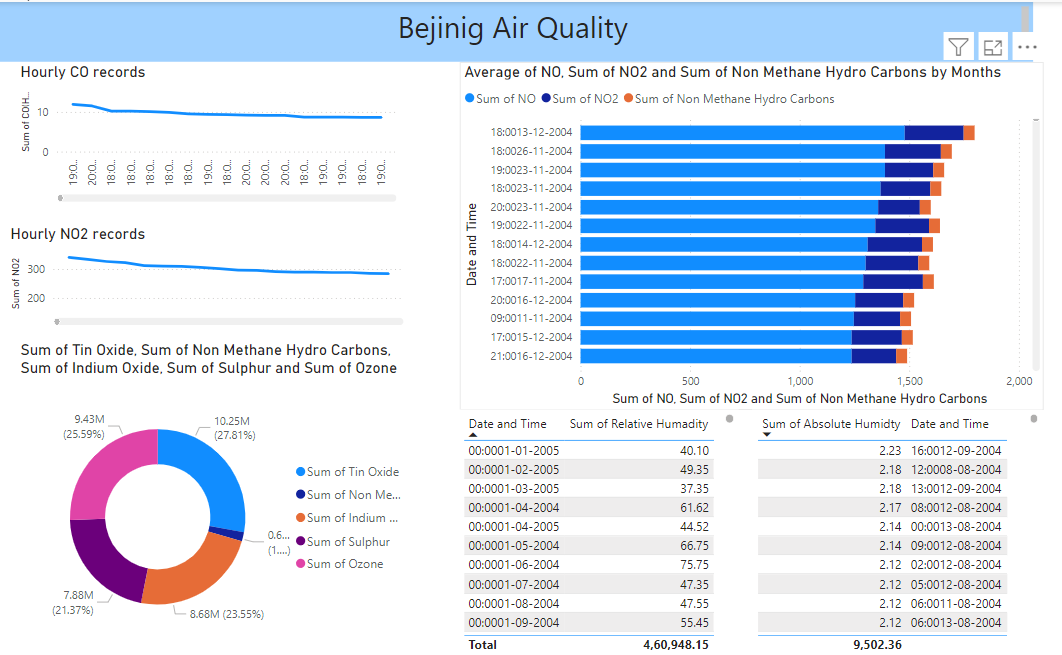 Bejinig Air Quality
Hourly CO records
Sum of CO(H...
10
0
19:0...
20:0...
18:0...
18:0...
18:0...
18:0...
18:0...
19:0...
19:0...
18:0...
20:0...
20:0...
18:0...
19:0...
19:0...
18:0...
19:0...
Hourly NO2 records
Sum of NO2
300
200
Sum of Tin Oxide, Sum of Non Methane Hydro Carbons,
Sum of Indium Oxide, Sum of Sulphur and Sum of Ozone
9.43M
(25.59%)
10.25M
(27.81%)
0.6...
(1....)
7.88M
(21.37%)
8.68M (23.55%)
Sum of Tin Oxide
Sum of Non Me...
Sum of Indium ...
Sum of Sulphur
Sum of Ozone
Average of NO, Sum of NO2 and Sum of Non Methane Hydro Carbons by Months
Sum of NO Sum of NO2 Sum of Non Methane Hydro Carbons
Date and Time
18:0013-12-2004
18:0026-11-2004
19:0023-11-2004
18:0023-11-2004
20:0023-11-2004
19:0022-11-2004
18:0014-12-2004
18:0022-11-2004
17:0017-11-2004
20:0016-12-2004
09:0011-11-2004
17:0015-12-2004
21:0016-12-2004
0 500 1,000 1,500 2,000
Sum of NO, Sum of NO2 and Sum of Non Methane Hydro Carbons
Date and Time Sum of Relative Humadity
00:0001-01-2005 40.10
00:0001-02-2005 49.35
00:0001-03-2005 37.35
00:0001-04-2004 61.62
00:0001-04-2005 44.52
00:0001-05-2004 66.75
00:0001-06-2004 75.75
00:0001-07-2004 47.35
00:0001-08-2004 47.55
00:0001-09-2004 55.45
Total 4,60,948.15
Sum of Absolute Humidty Date and Time
2.23 16:0012-09-2004
2.18 12:0008-08-2004
2.18 13:0012-09-2004
2.17 08:0012-08-2004
2.14 00:0013-08-2004
2.14 09:0012-08-2004
2.12 02:0012-08-2004
2.12 05:0012-08-2004
2.12 06:0011-08-2004
2.12 06:0013-08-2004
9,502.36